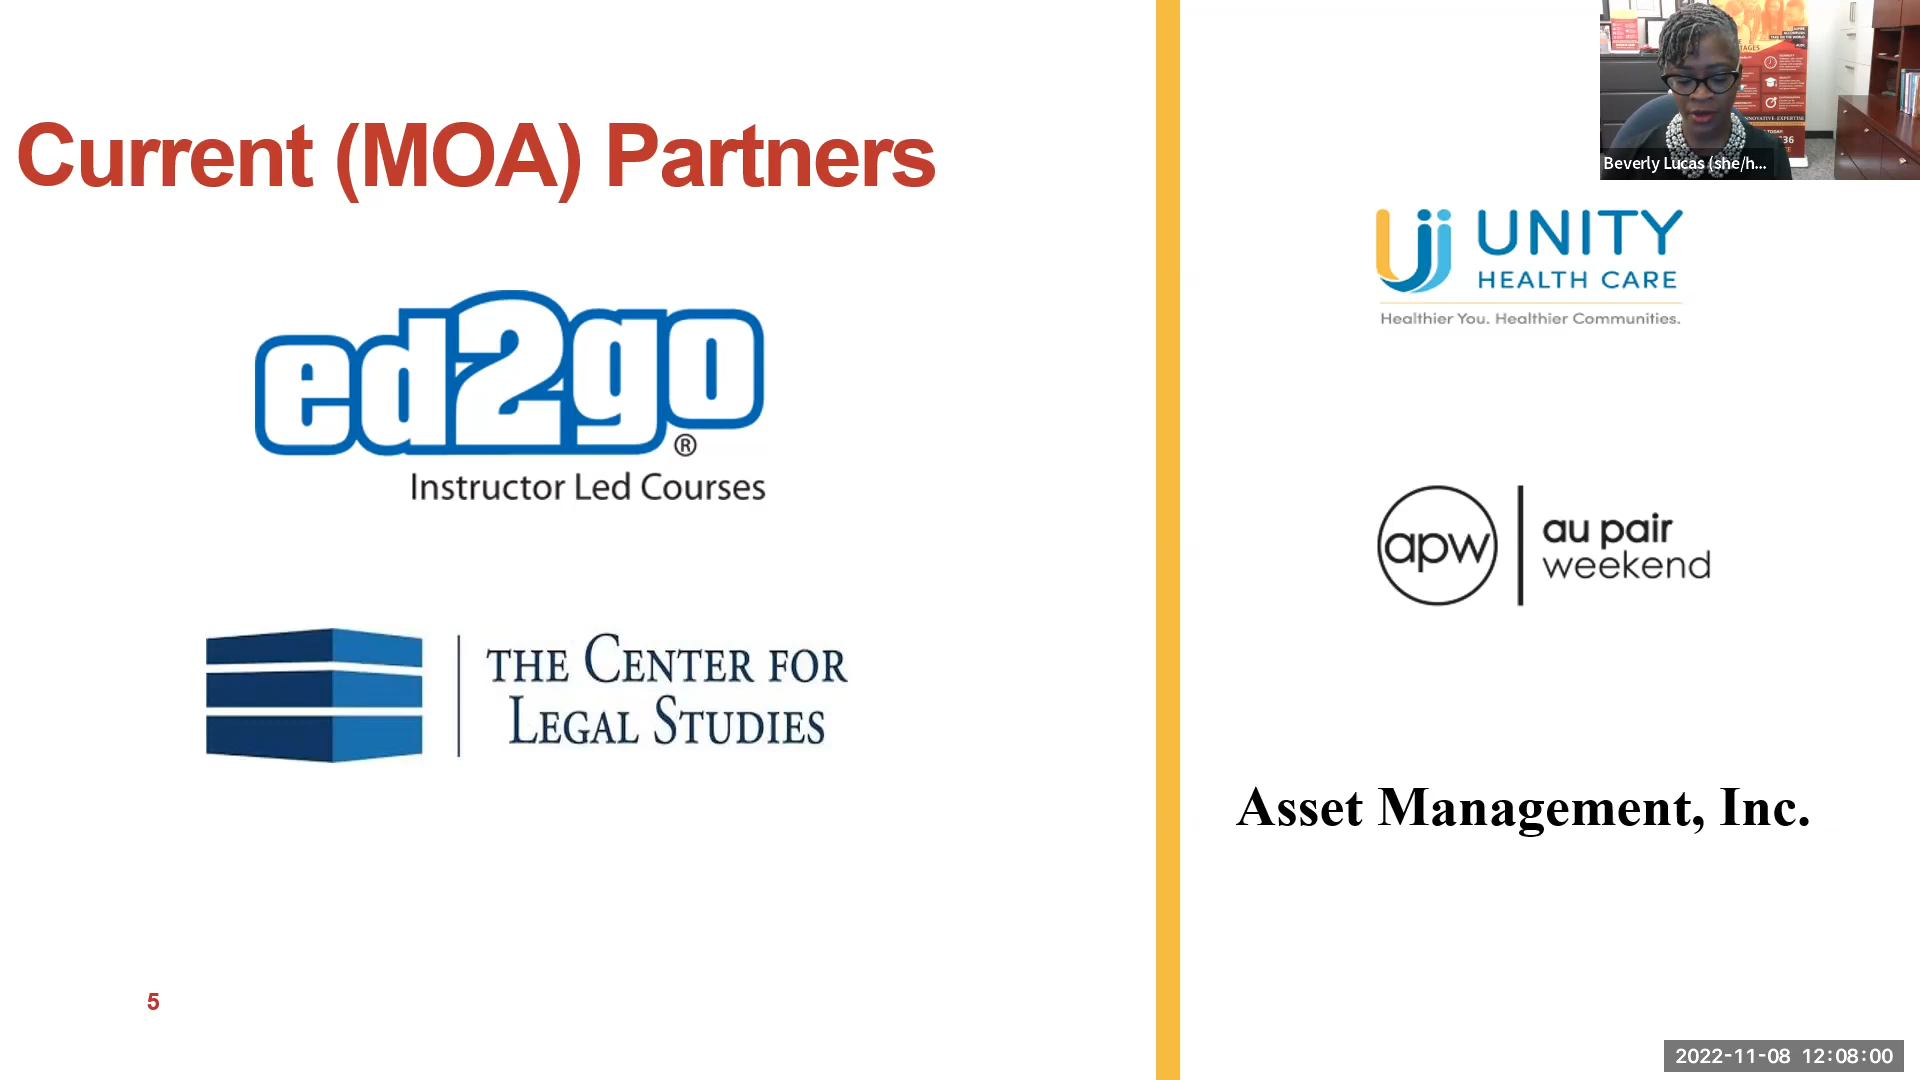 Current (MOA) Partners
ed2go
®
Instructor Led Courses
THE CENTER FOR
LEGAL STUDIES
5
Beverly Lucas (she/h...
UNITY
HEALTH CARE
Healthier You. Healthier Communities.
apw
au pair
weekend
Asset Management, Inc.
2022-11-08 12:08:00